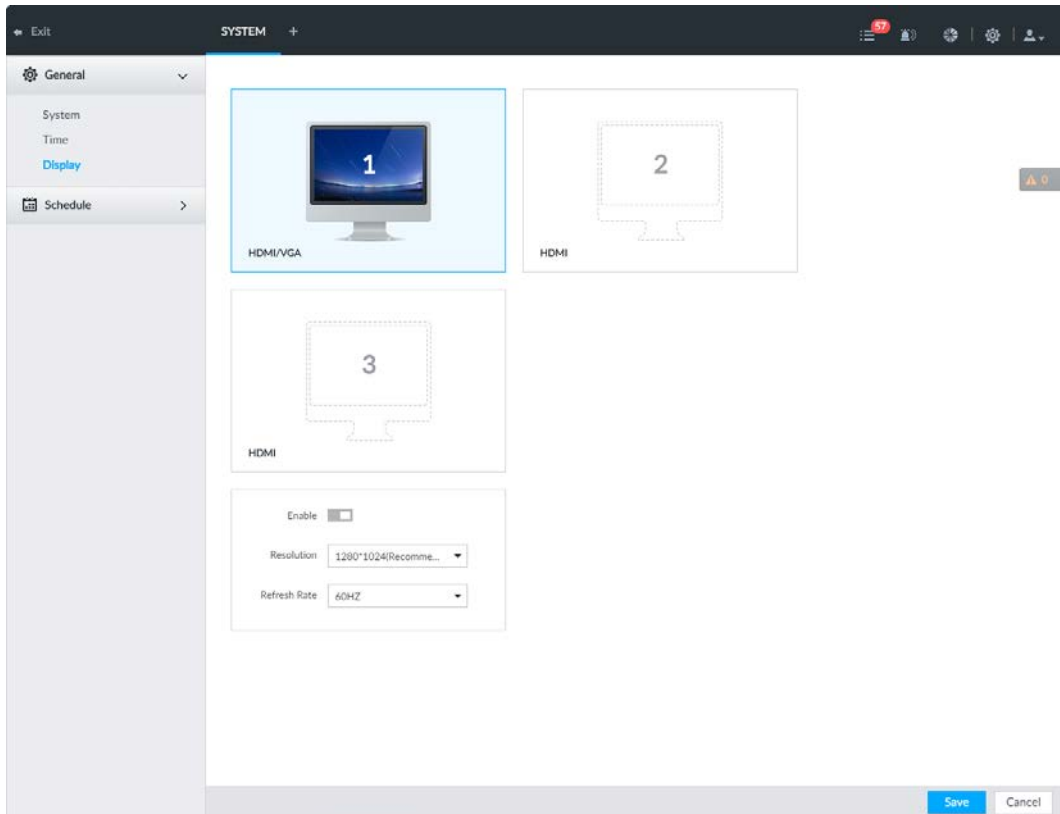 Exit
SYSTEM +
57
General
System
Time
Display
Schedule
1
HDMI/VGA
2
HDMI
0
3
HDMI
Enable
Resolution 1280*1024(Recomme...
Refresh Rate 60HZ
Save Cancel